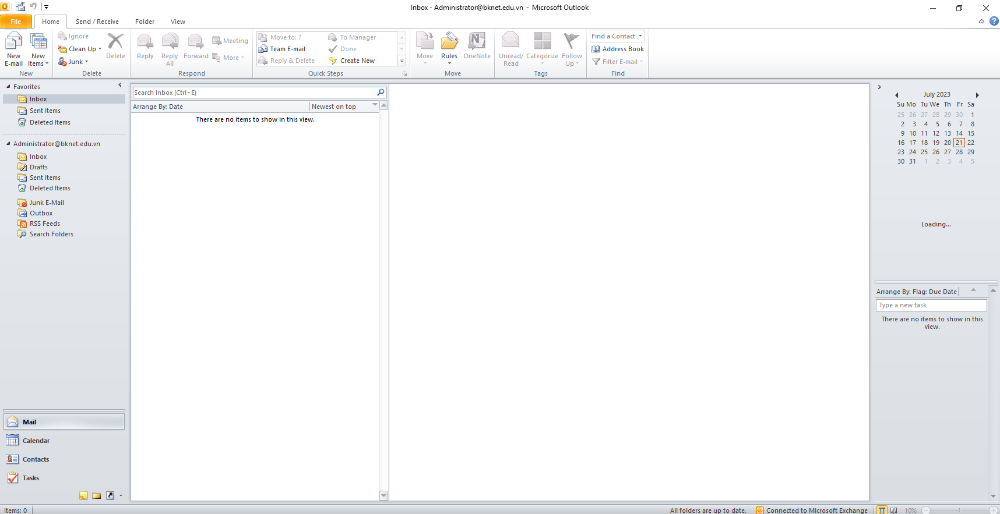 Inbox - Administrator@bknet.edu.vn - Microsoft Outlook
File Home Send / Receive Folder View
New E-mail
New Items
New
Ignore
Clean Up
Junk
Delete
Delete
Reply
Reply All
Forward
Meeting
More
Respond
Move to: ?
Team E-mail
Reply & Delete
To Manager
Done
Create New
Quick Steps
Move
Rules
OneNote
Move
Unread/ Read
Categorize
Follow Up
Tags
Find a Contact
Address Book
Filter E-mail
Find
Favorites
Inbox
Sent Items
Deleted Items
Administrator@bknet.edu.vn
Inbox
Drafts
Sent Items
Deleted Items
Junk E-Mail
Outbox
RSS Feeds
Search Folders
Mail
Calendar
Contacts
Tasks
Search Inbox (Ctrl+E)
Arrange By: Date Newest on top
There are no items to show in this view.
July 2023
Su Mo Tu We Th Fr Sa
25 26 27 28 29 30 1
2 3 4 5 6 7 8
9 10 11 12 13 14 15
16 17 18 19 20 21 22
23 24 25 26 27 28 29
30 31 1 2 3 4 5
Loading...
Arrange By: Flag: Due Date
Type a new task
There are no items to show in this
view.
Items: 0
All folders are up to date. Connected to Microsoft Exchange 10%